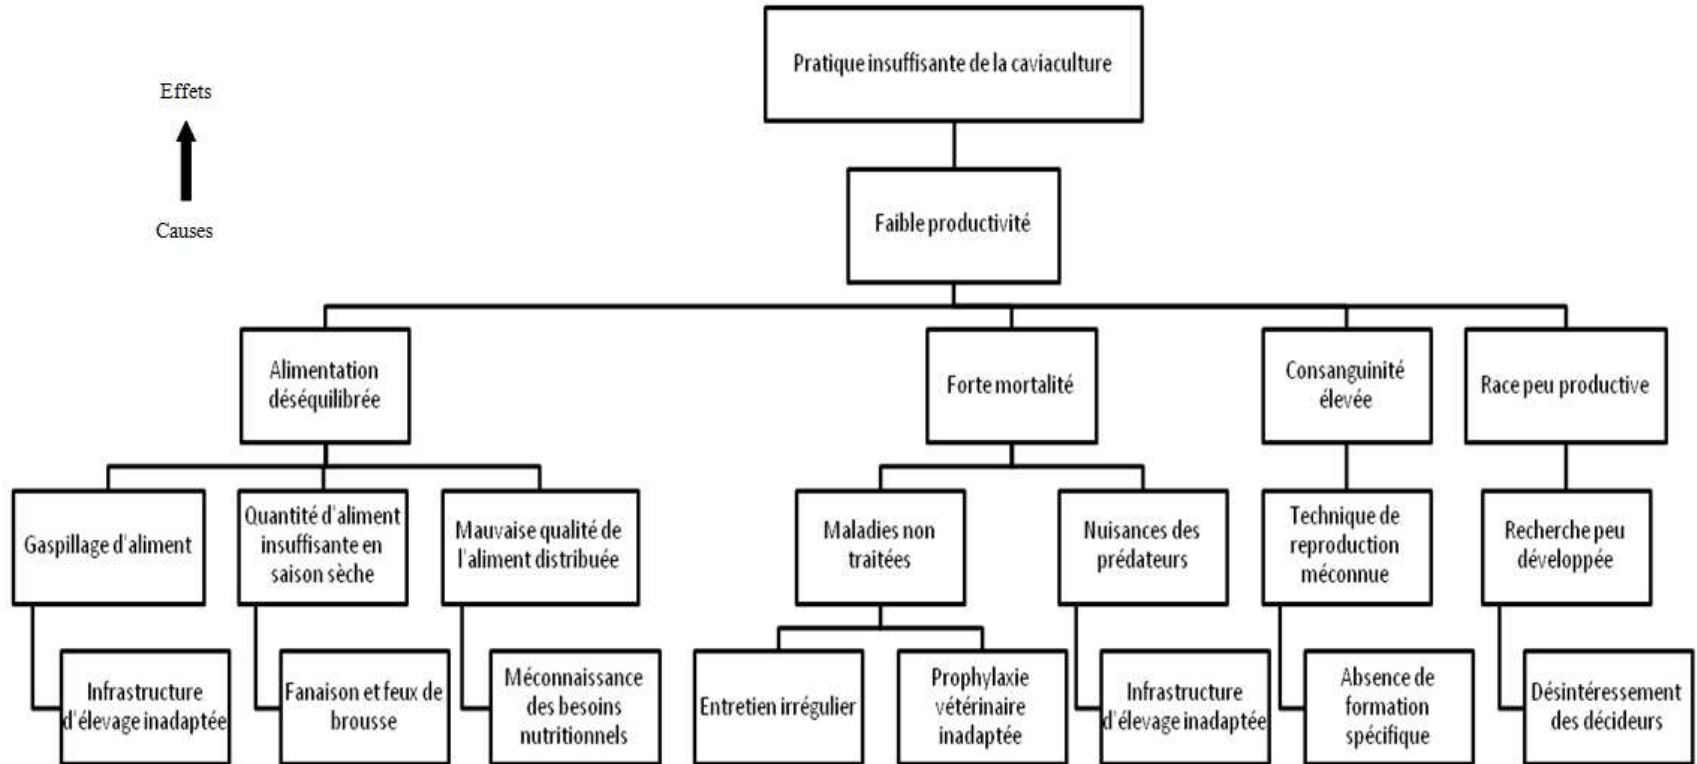 Pratique insuffisante de la caviaculture
Effets
Causes
Faible productivité
Alimentation
déséquilibrée
Forte mortalité
Consanguinité
élevée
Race peu productive
Gaspillage d'aliment
Quantité d'aliment
insuffisante en
saison sèche
Mauvaise qualité de
l'aliment distribuée
Maladies non
traitées
Nuisances des
prédateurs
Technique de
reproduction
méconnue
Recherche peu
développée
Infrastructure
d'élevage inadaptée
Fanaison et feux de
brousse
Méconnaissance
des besoins
nutritionnels
Entretien irrégulier
Prophylaxie
vétérinaire
inadaptée
Infrastructure
d'élevage inadaptée
Absence de
formation
spécifique
Désintéressement
des décideurs